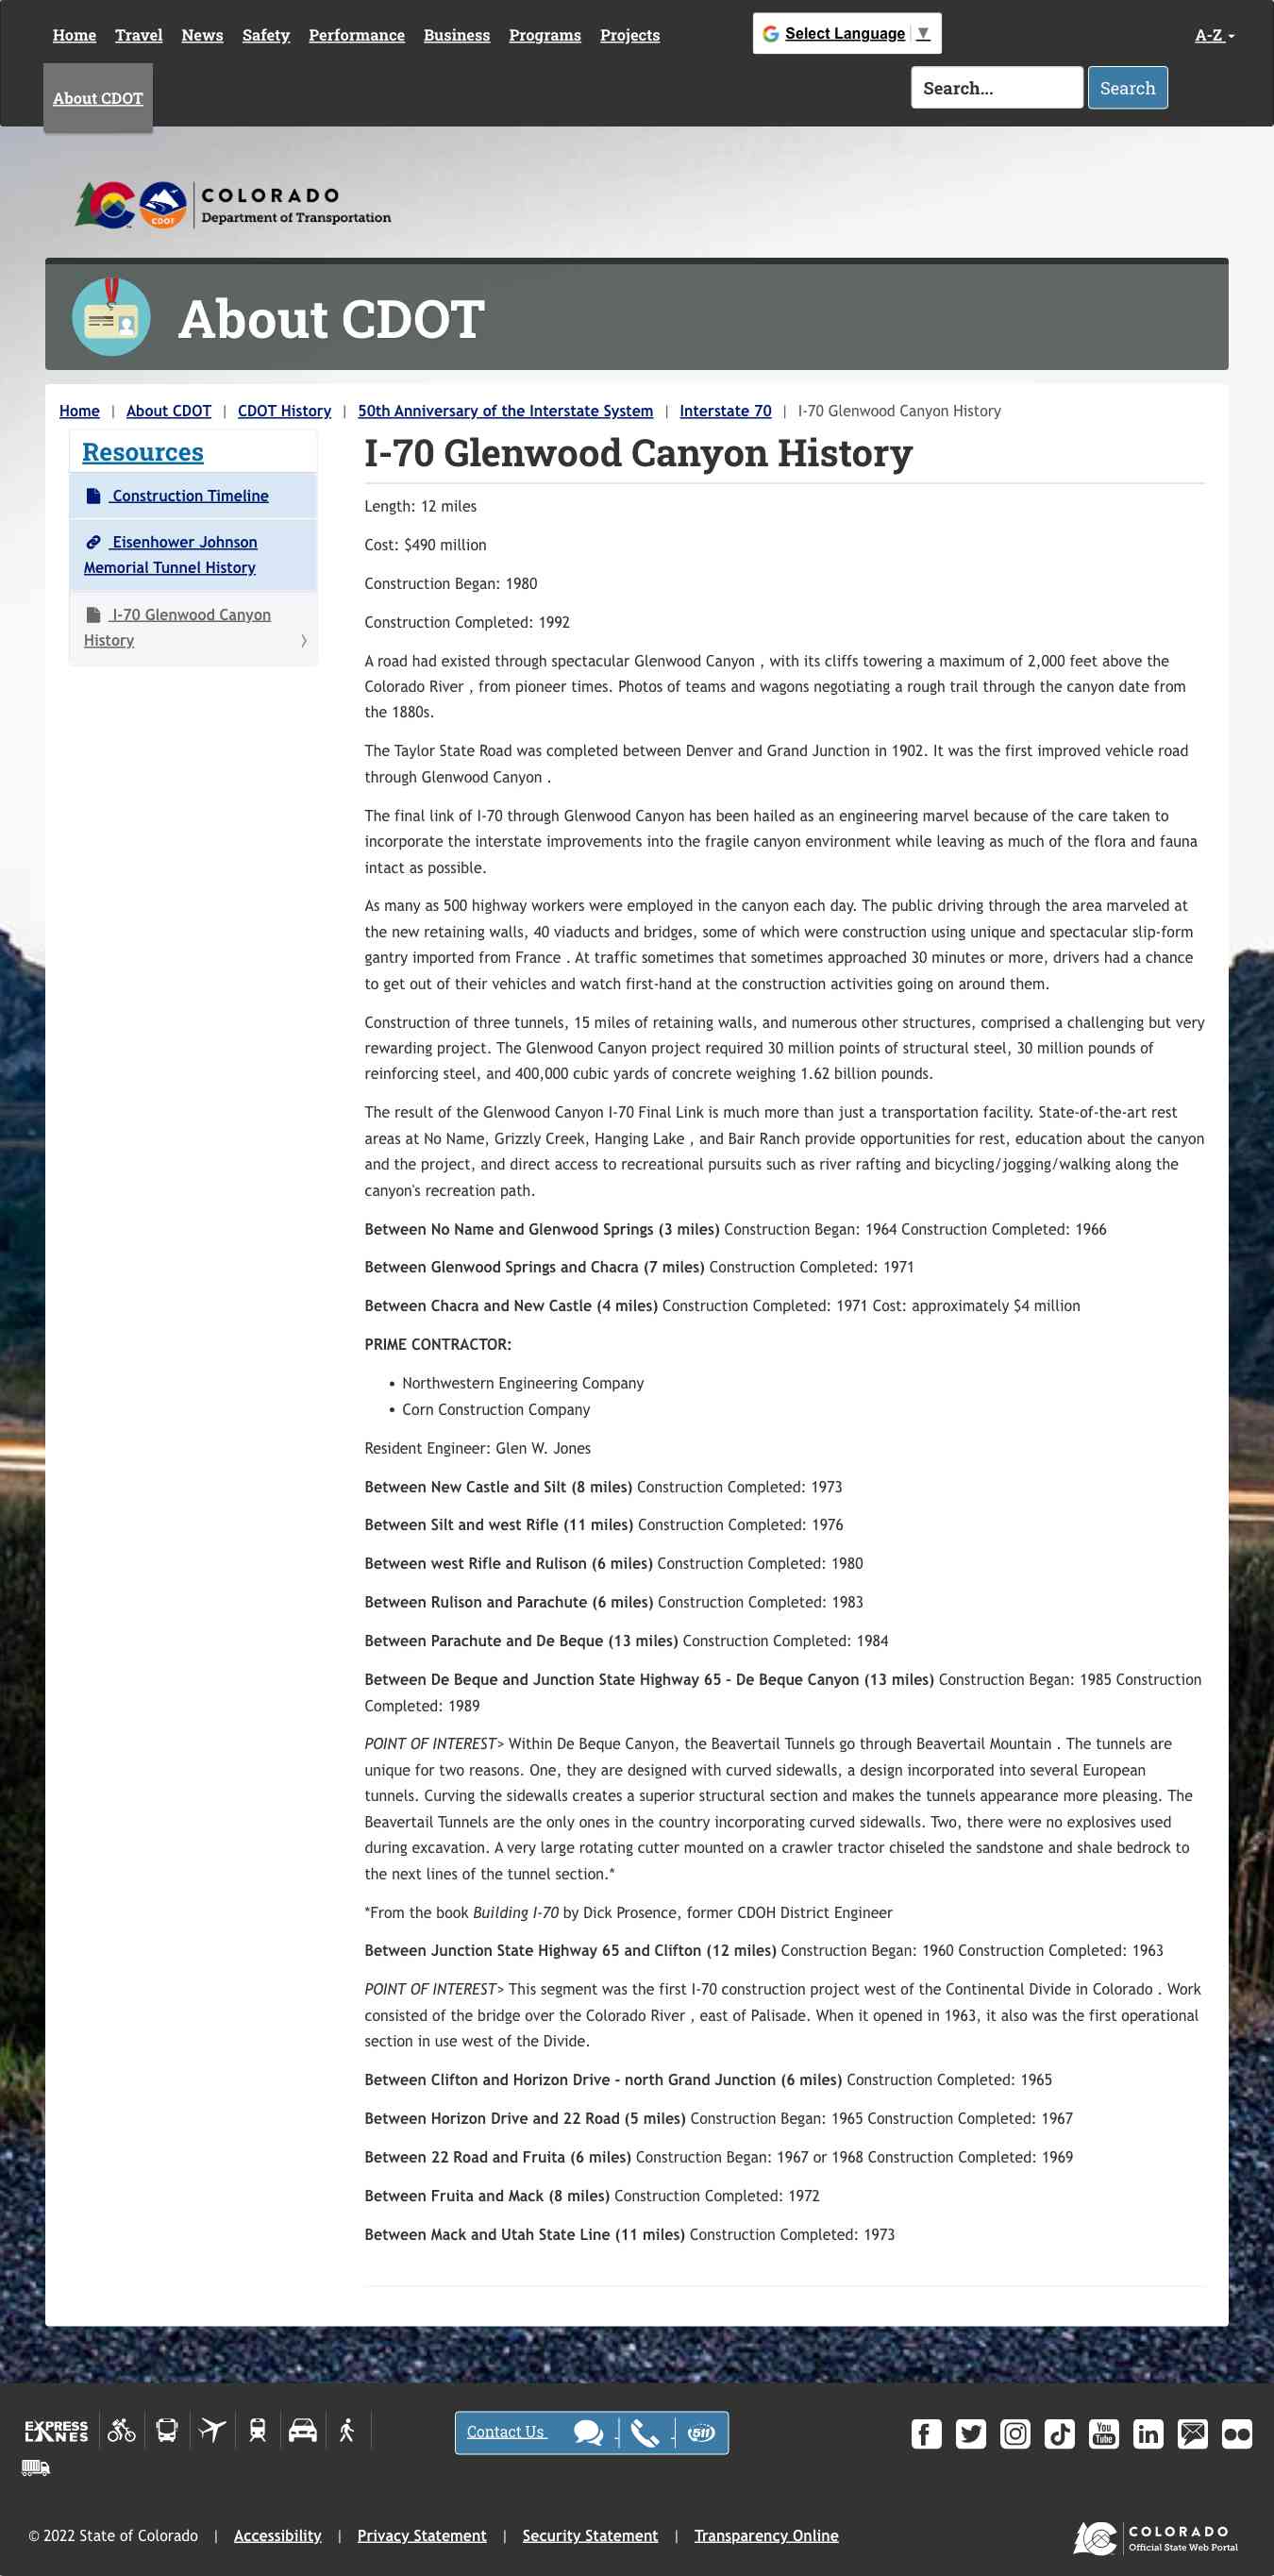 Home Travel News Safety Performance Business Programs Projects
Select Language ▼
A-Z
About CDOT
Search...
Search
COLORADO
Department of Transportation
CDOT
About CDOT
Home | About CDOT | CDOT History | 50th Anniversary of the Interstate System | Interstate 70 | I-70 Glenwood Canyon History
Resources
Construction Timeline
Eisenhower Johnson
Memorial Tunnel History
I-70 Glenwood Canyon
History
I-70 Glenwood Canyon History
Length: 12 miles
Cost: $490 million
Construction Began: 1980
Construction Completed: 1992
A road had existed through spectacular Glenwood Canyon , with its cliffs towering a maximum of 2,000 feet above the
Colorado River , from pioneer times. Photos of teams and wagons negotiating a rough trail through the canyon date from
the 1880s.
The Taylor State Road was completed between Denver and Grand Junction in 1902. It was the first improved vehicle road
through Glenwood Canyon .
The final link of I-70 through Glenwood Canyon has been hailed as an engineering marvel because of the care taken to
incorporate the interstate improvements into the fragile canyon environment while leaving as much of the flora and fauna
intact as possible.
As many as 500 highway workers were employed in the canyon each day. The public driving through the area marveled at
the new retaining walls, 40 viaducts and bridges, some of which were construction using unique and spectacular slip-form
gantry imported from France . At traffic sometimes that sometimes approached 30 minutes or more, drivers had a chance
to get out of their vehicles and watch first-hand at the construction activities going on around them.
Construction of three tunnels, 15 miles of retaining walls, and numerous other structures, comprised a challenging but very
rewarding project. The Glenwood Canyon project required 30 million points of structural steel, 30 million pounds of
reinforcing steel, and 400,000 cubic yards of concrete weighing 1.62 billion pounds.
The result of the Glenwood Canyon I-70 Final Link is much more than just a transportation facility. State-of-the-art rest
areas at No Name, Grizzly Creek, Hanging Lake , and Bair Ranch provide opportunities for rest, education about the canyon
and the project, and direct access to recreational pursuits such as river rafting and bicycling/jogging/walking along the
canyon's recreation path.
Between No Name and Glenwood Springs (3 miles) Construction Began: 1964 Construction Completed: 1966
Between Glenwood Springs and Chacra (7 miles) Construction Completed: 1971
Between Chacra and New Castle (4 miles) Construction Completed: 1971 Cost: approximately $4 million
PRIME CONTRACTOR:
• Northwestern Engineering Company
• Corn Construction Company
Resident Engineer: Glen W. Jones
Between New Castle and Silt (8 miles) Construction Completed: 1973
Between Silt and west Rifle (11 miles) Construction Completed: 1976
Between west Rifle and Rulison (6 miles) Construction Completed: 1980
Between Rulison and Parachute (6 miles) Construction Completed: 1983
Between Parachute and De Beque (13 miles) Construction Completed: 1984
Between De Beque and Junction State Highway 65 - De Beque Canyon (13 miles) Construction Began: 1985 Construction
Completed: 1989
POINT OF INTEREST> Within De Beque Canyon, the Beavertail Tunnels go through Beavertail Mountain . The tunnels are
unique for two reasons. One, they are designed with curved sidewalls, a design incorporated into several European
tunnels. Curving the sidewalls creates a superior structural section and makes the tunnels appearance more pleasing. The
Beavertail Tunnels are the only ones in the country incorporating curved sidewalls. Two, there were no explosives used
during excavation. A very large rotating cutter mounted on a crawler tractor chiseled the sandstone and shale bedrock to
the next lines of the tunnel section.*
*From the book Building I-70 by Dick Prosence, former CDOH District Engineer
Between Junction State Highway 65 and Clifton (12 miles) Construction Began: 1960 Construction Completed: 1963
POINT OF INTEREST> This segment was the first I-70 construction project west of the Continental Divide in Colorado . Work
consisted of the bridge over the Colorado River , east of Palisade. When it opened in 1963, it also was the first operational
section in use west of the Divide.
Between Clifton and Horizon Drive - north Grand Junction (6 miles) Construction Completed: 1965
Between Horizon Drive and 22 Road (5 miles) Construction Began: 1965 Construction Completed: 1967
Between 22 Road and Fruita (6 miles) Construction Began: 1967 or 1968 Construction Completed: 1969
Between Fruita and Mack (8 miles) Construction Completed: 1972
Between Mack and Utah State Line (11 miles) Construction Completed: 1973
EXPRESS
LANES
Contact Us
511
You
Tube
in
© 2022 State of Colorado | Accessibility | Privacy Statement | Security Statement | Transparency Online
COLORADO
Official State Web Portal